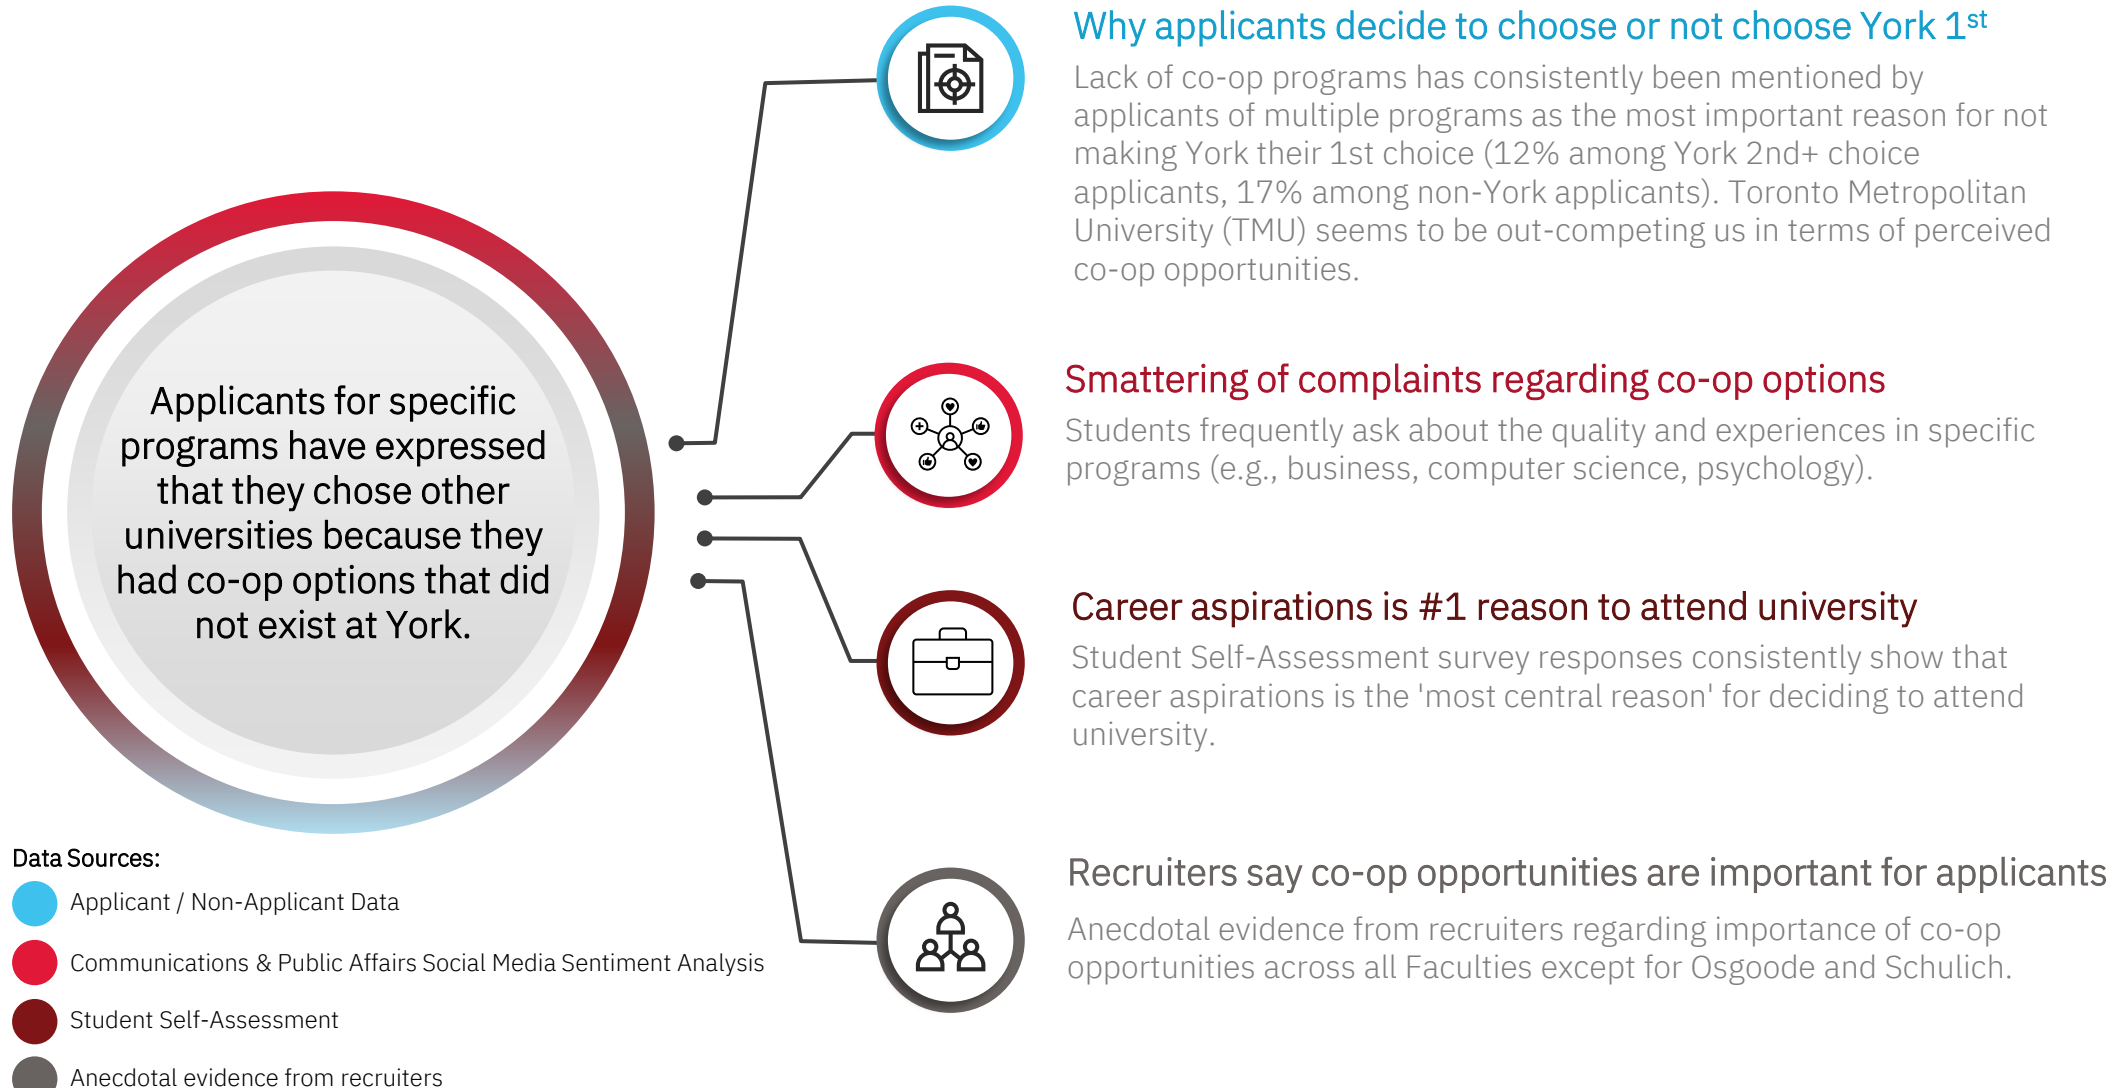 Why applicants decide to choose or not choose York 1st
Lack of co-op programs has consistently been mentioned by
applicants of multiple programs as the most important reason for not
making York their 1st choice (12% among York 2nd+ choice
applicants, 17% among non-York applicants). Toronto Metropolitan
University (TMU) seems to be out-competing us in terms of perceived
co-op opportunities.
Applicants for specific
programs have expressed
that they chose other
universities because they
had co-op options that did
not exist at York.
Smattering of complaints regarding co-op options
Students frequently ask about the quality and experiences in specific
programs (e.g., business, computer science, psychology).
Career aspirations is #1 reason to attend university
Student Self-Assessment survey responses consistently show that
career aspirations is the 'most central reason' for deciding to attend
university.
Recruiters say co-op opportunities are important for applicants
Anecdotal evidence from recruiters regarding importance of co-op
opportunities across all Faculties except for Osgoode and Schulich.
Data Sources:
Applicant / Non-Applicant Data
Communications & Public Affairs Social Media Sentiment Analysis
Student Self-Assessment
Anecdotal evidence from recruiters